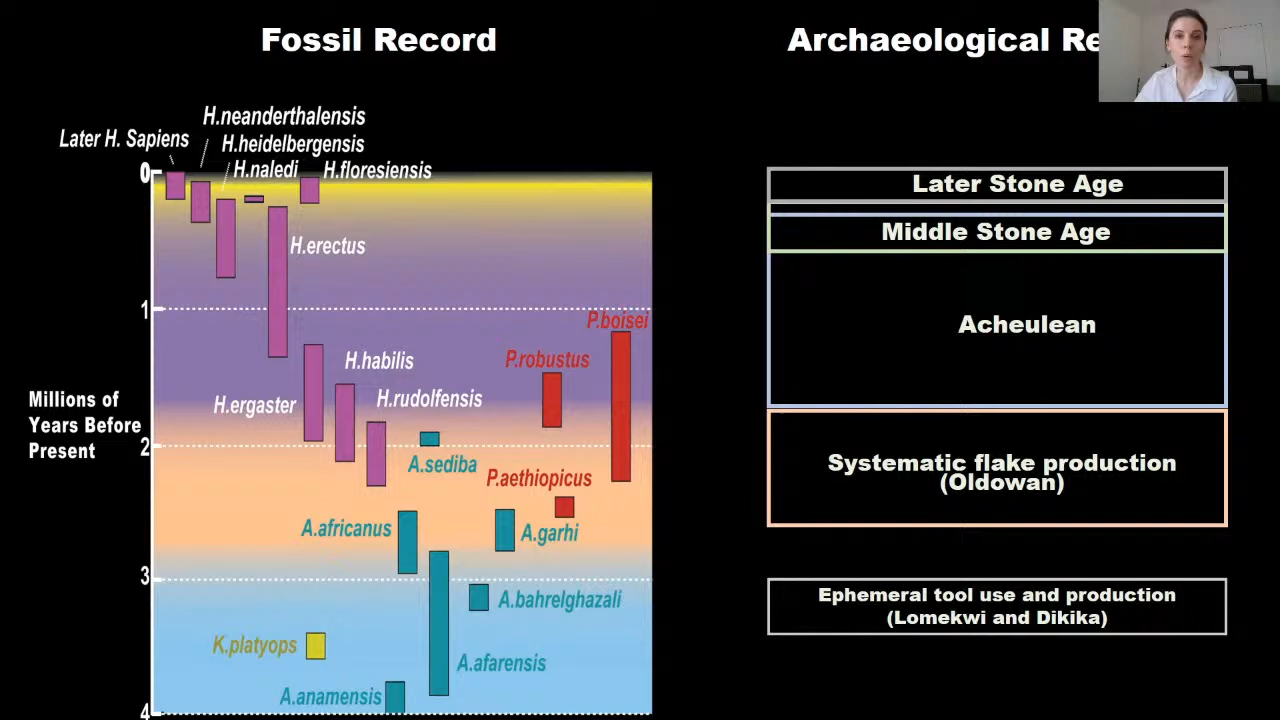 Fossil Record
Archaeological Re
H.neanderthalensis
Later H. Sapiens
H.heidelbergensis
H.naledi
H.floresiensis
0
H.erectus
1
P.boisei
P.robustus
H.habilis
H.rudolfensis
H.ergaster
Millions of
Years Before
Present
2
A.sediba
P.aethiopicus
A.africanus
A.garhi
3
A.bahrelghazali
K.platyops
A.afarensis
A.anamensis
4
Later Stone Age
Middle Stone Age
Acheulean
Systematic flake production
(Oldowan)
Ephemeral tool use and production
(Lomekwi and Dikika)